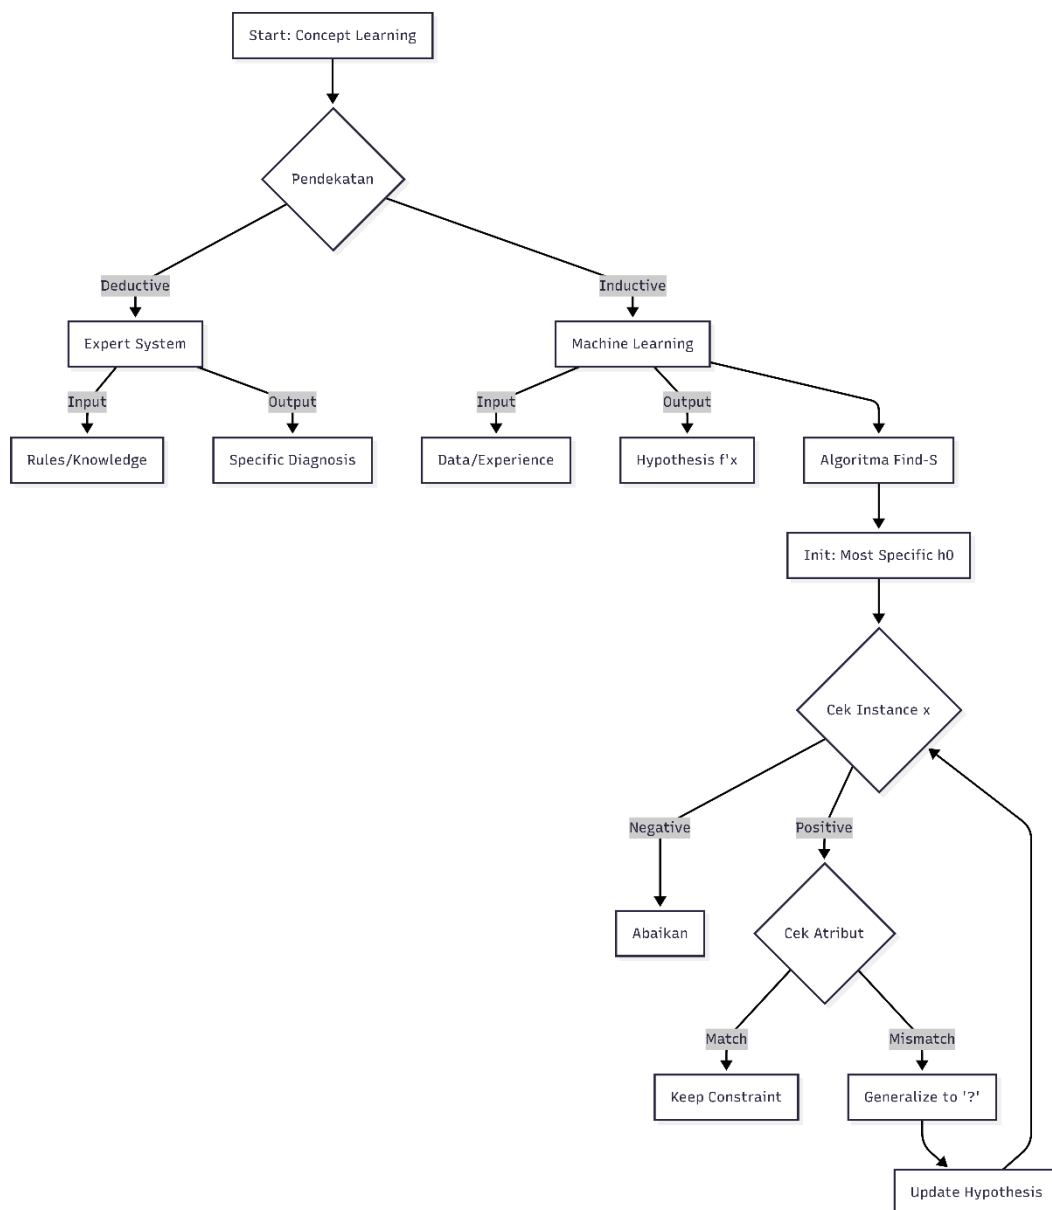 Start: Concept Learning
Pendekatan
Deductive
Inductive
Expert System
Machine Learning
Input
Output
Input
Output
Rules/Knowledge
Specific Diagnosis
Data/Experience
Hypothesis f'x
Algoritma Find-S
Init: Most Specific h0
Cek Instance x
Negative
Positive
Abaikan
Cek Atribut
Match
Mismatch
Keep Constraint
Generalize to '?'
Update Hypothesis